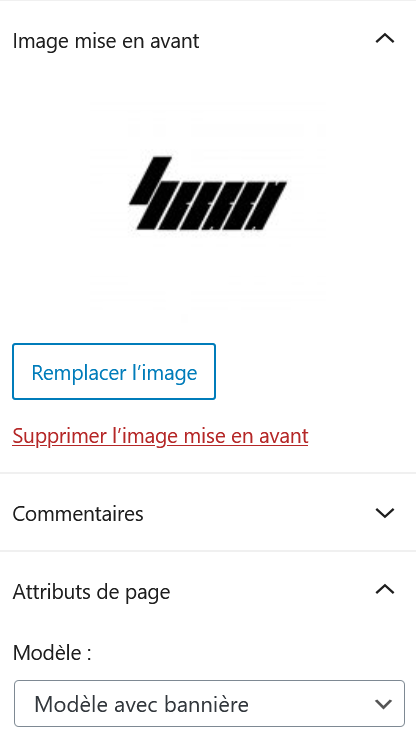 Image mise en avant
Remplacer l’image
Supprimer l’image mise en avant
Commentaires
Attributs de page
Modèle :
Modèle avec bannière